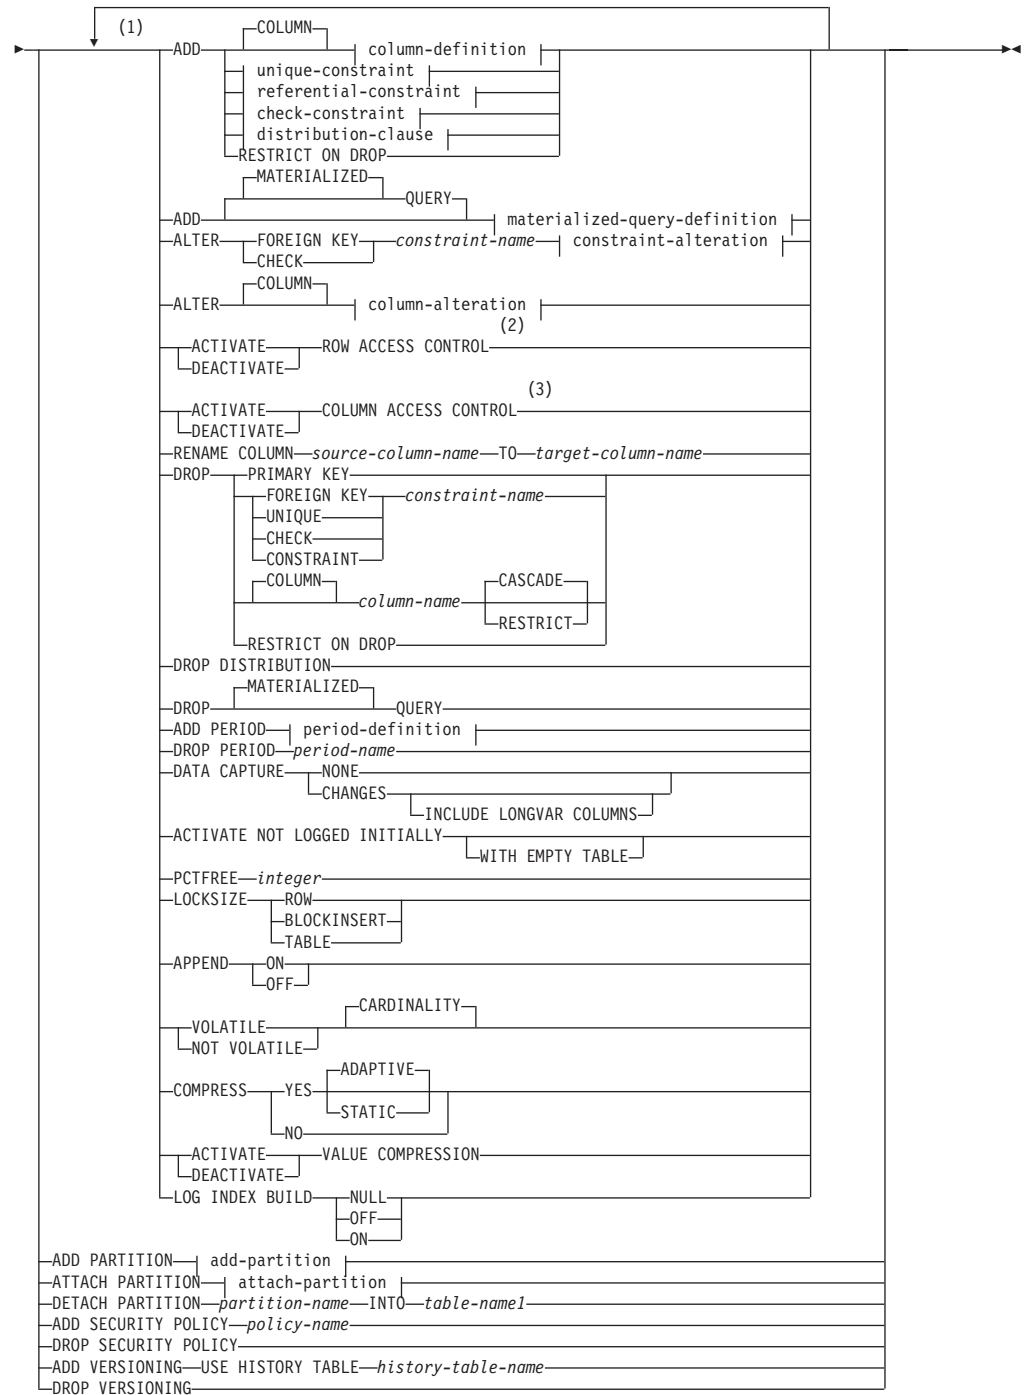 (1) COLUMN
ADD column-definition
unique-constraint
referential-constraint
check-constraint
distribution-clause
RESTRICT ON DROP
MATERIALIZED
QUERY
ADD materialized-query-definition
ALTER FOREIGN KEY constraint-name constraint-alteration
CHECK
COLUMN
ALTER column-alteration
(2)
ACTIVATE ROW ACCESS CONTROL
DEACTIVATE
(3)
ACTIVATE COLUMN ACCESS CONTROL
DEACTIVATE
RENAME COLUMN source-column-name TO target-column-name
DROP PRIMARY KEY
FOREIGN KEY constraint-name
UNIQUE
CHECK
CONSTRAINT
COLUMN CASCADE
column-name
RESTRICT
RESTRICT ON DROP
DROP DISTRIBUTION
MATERIALIZED
DROP QUERY
ADD PERIOD period-definition
DROP PERIOD period-name
DATA CAPTURE NONE
CHANGES
INCLUDE LONGVAR COLUMNS
ACTIVATE NOT LOGGED INITIALLY
WITH EMPTY TABLE
PCTFREE integer
LOCKSIZE ROW
BLOCKINSERT
TABLE
APPEND ON
OFF
CARDINALITY
VOLATILE
NOT VOLATILE
ADAPTIVE
COMPRESS YES
STATIC
NO
ACTIVATE VALUE COMPRESSION
DEACTIVATE
LOG INDEX BUILD NULL
OFF
ON
ADD PARTITION add-partition
ATTACH PARTITION attach-partition
DETACH PARTITION partition-name INTO table-name1
ADD SECURITY POLICY policy-name
DROP SECURITY POLICY
ADD VERSIONING USE HISTORY TABLE history-table-name
DROP VERSIONING